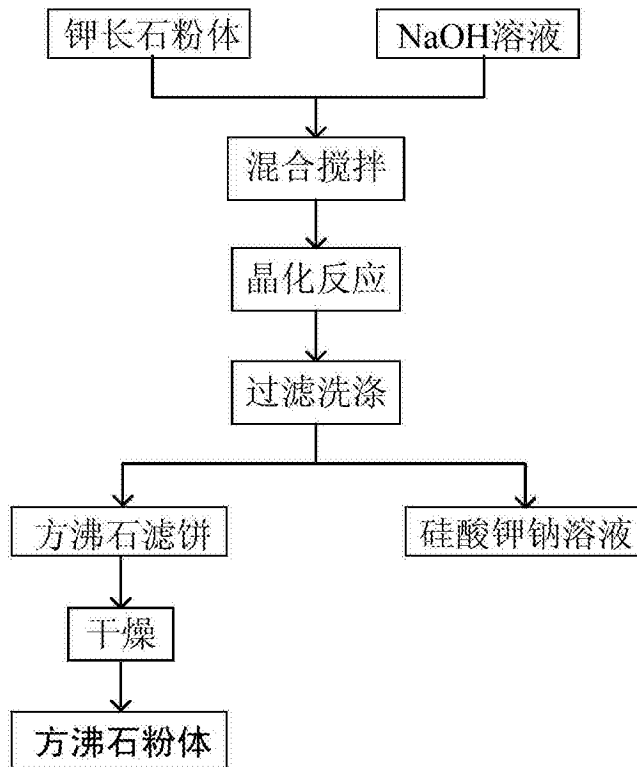 钾长石粉体
NaOH溶液
混合搅拌
晶化反应
过滤洗涤
方沸石滤饼
硅酸钾钠溶液
干燥
方沸石粉体